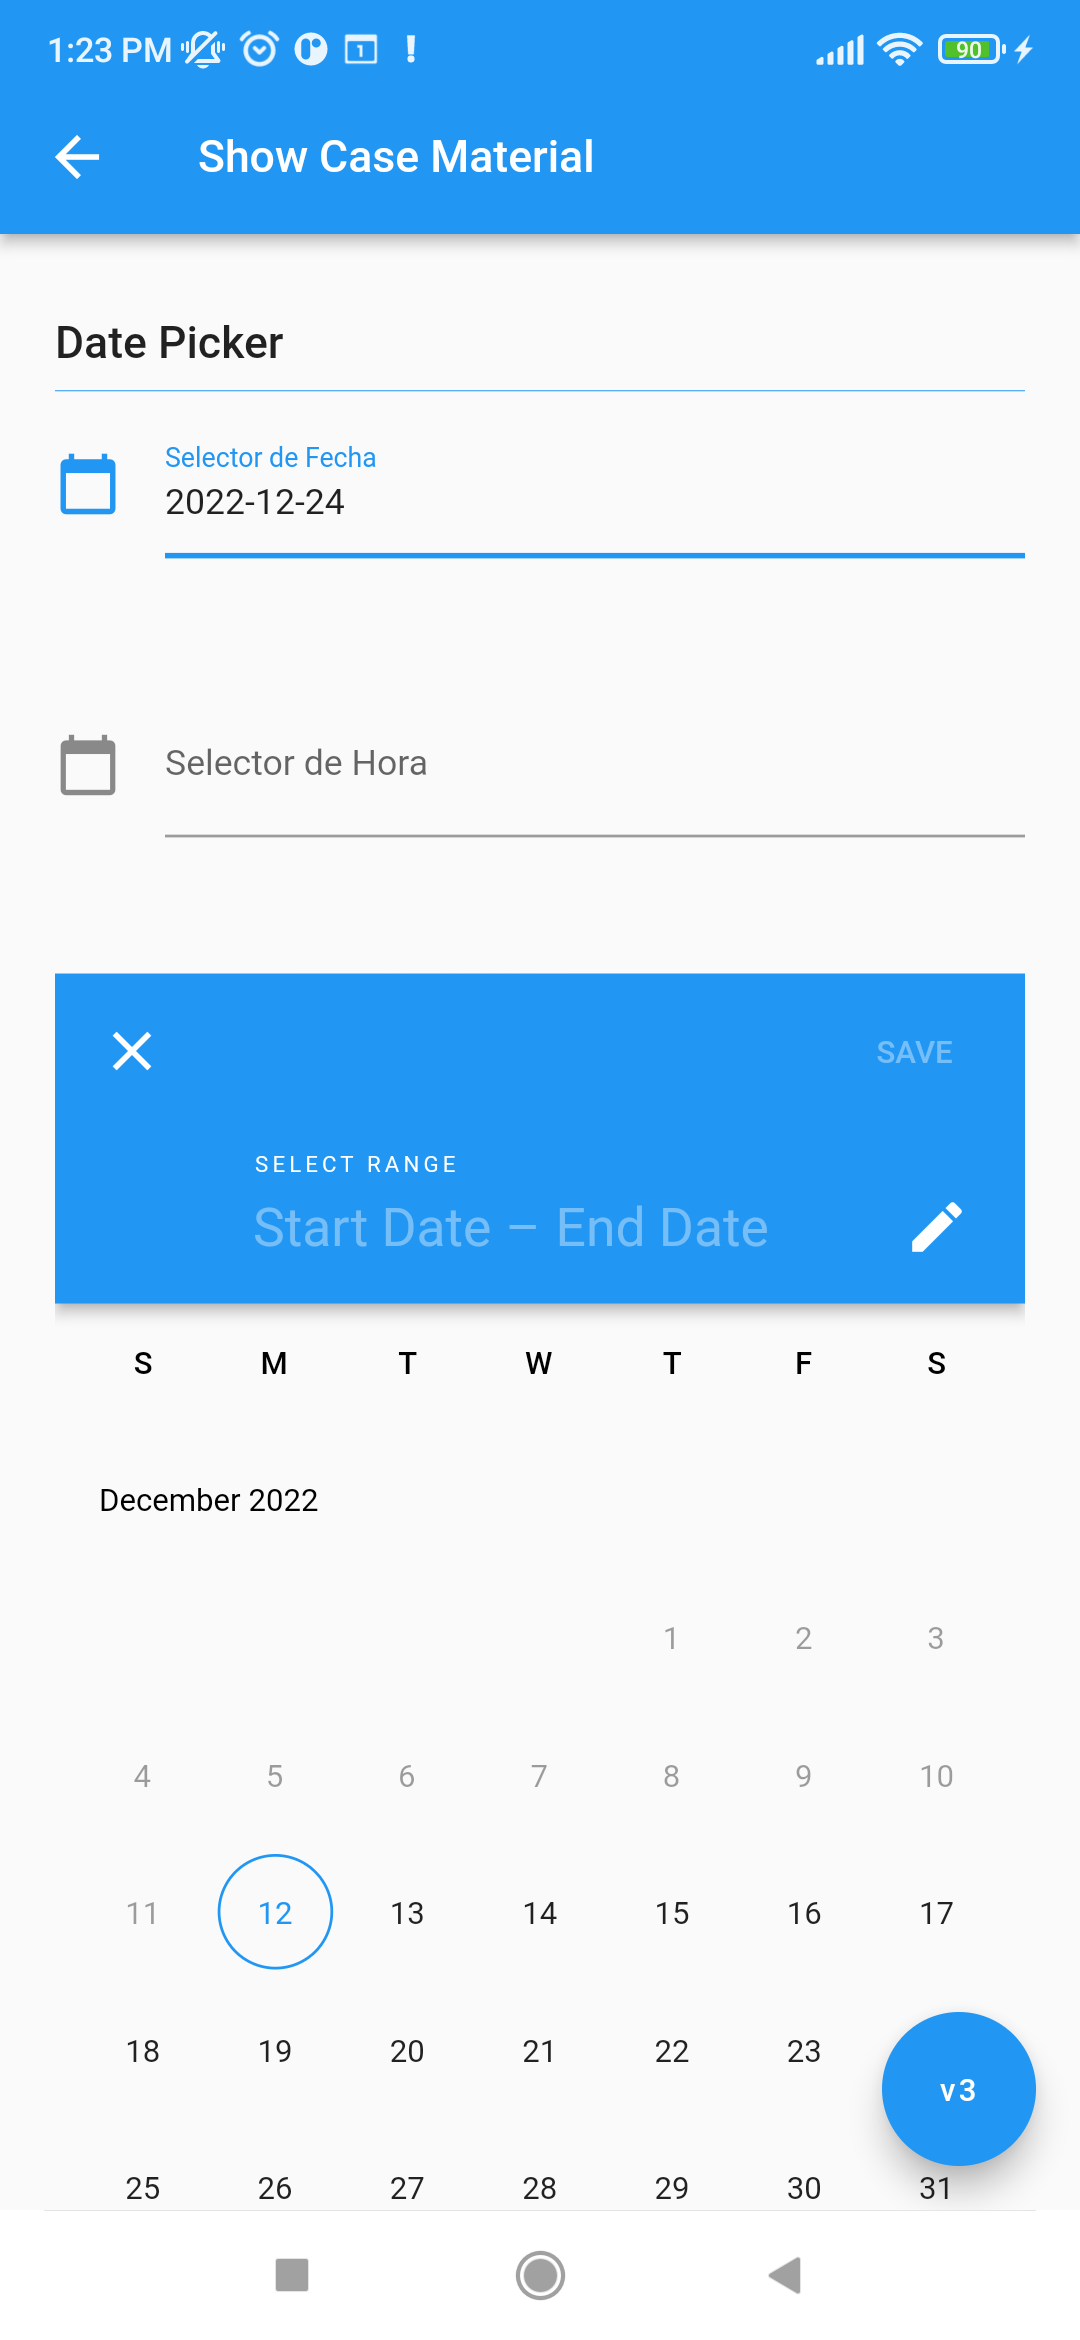 1:23 PM 1 90
Show Case Material
Date Picker
Selector de Fecha
2022-12-24
Selector de Hora
SAVE
SELECT RANGE
Start Date – End Date
S M T W T F S
December 2022
1 2 3
4 5 6 7 8 9 10
11 12 13 14 15 16 17
18 19 20 21 22 23
v3
25 26 27 28 29 30 31